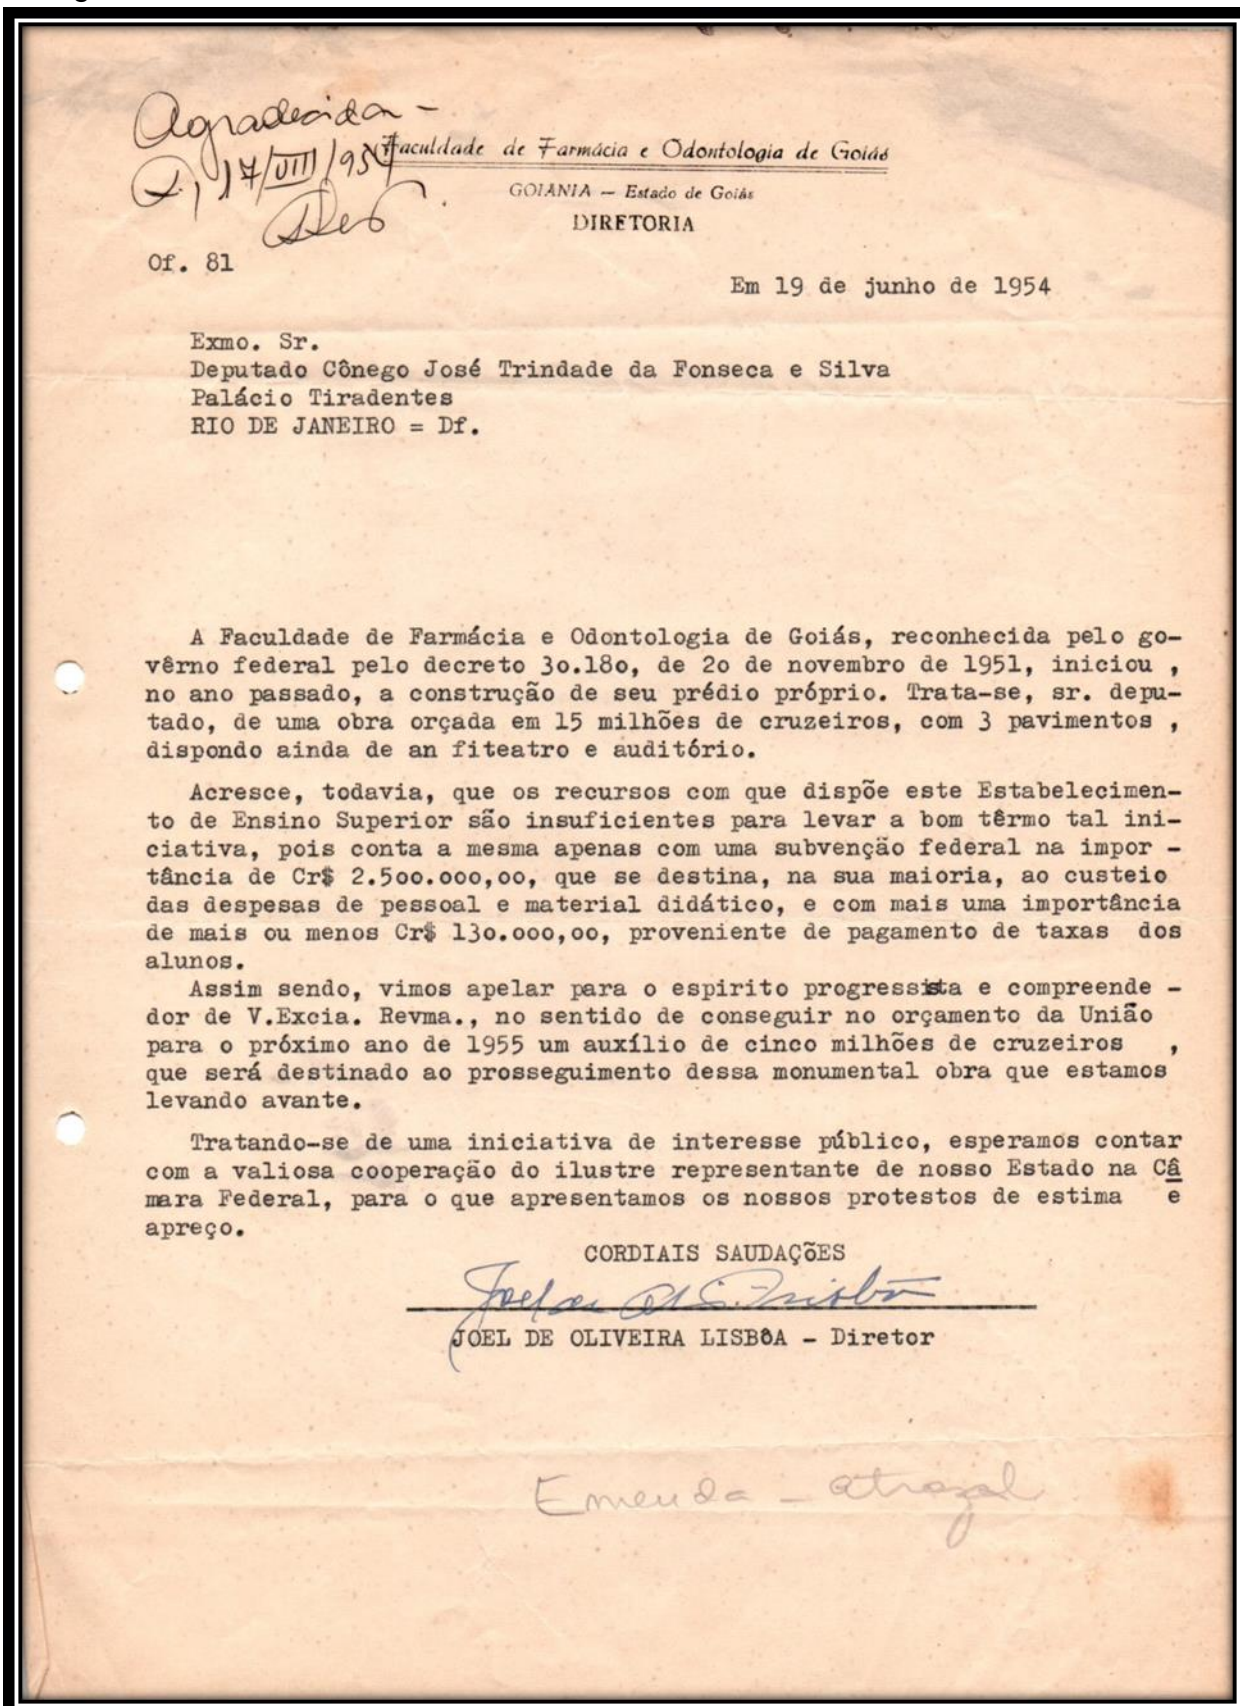 Agradecida -
17/VIII/954
Faculdade de Farmácia e Odontologia de Goiás
GOIANIA — Estado de Goiás
DIRETORIA
Of. 81
Em 19 de junho de 1954
Exmo. Sr.
Deputado Cônego José Trindade da Fonseca e Silva
Palácio Tiradentes
RIO DE JANEIRO = Df.
A Faculdade de Farmácia e Odontologia de Goiás, reconhecida pelo go-
vêrno federal pelo decreto 3o.18o, de 2o de novembro de 1951, iniciou ,
no ano passado, a construção de seu prédio próprio. Trata-se, sr. depu-
tado, de uma obra orçada em 15 milhões de cruzeiros, com 3 pavimentos ,
dispondo ainda de an fiteatro e auditório.
Acresce, todavia, que os recursos com que dispõe este Estabelecimen-
to de Ensino Superior são insuficientes para levar a bom têrmo tal ini-
ciativa, pois conta a mesma apenas com uma subvenção federal na impor -
tância de Cr$ 2.5oo.ooo,oo, que se destina, na sua maioria, ao custeio
das despesas de pessoal e material didático, e com mais uma importância
de mais ou menos Cr$ 13o.ooo,oo, proveniente de pagamento de taxas dos
alunos.
Assim sendo, vimos apelar para o espirito progressista e compreende -
dor de V.Excia. Revma., no sentido de conseguir no orçamento da União
para o próximo ano de 1955 um auxílio de cinco milhões de cruzeiros ,
que será destinado ao prosseguimento dessa monumental obra que estamos
levando avante.
Tratando-se de uma iniciativa de interesse público, esperamos contar
com a valiosa cooperação do ilustre representante de nosso Estado na Câ
mara Federal, para o que apresentamos os nossos protestos de estima e
apreço.
CORDIAIS SAUDAÇõES
JOEL DE OLIVEIRA LISBÔA - Diretor
Emenda -